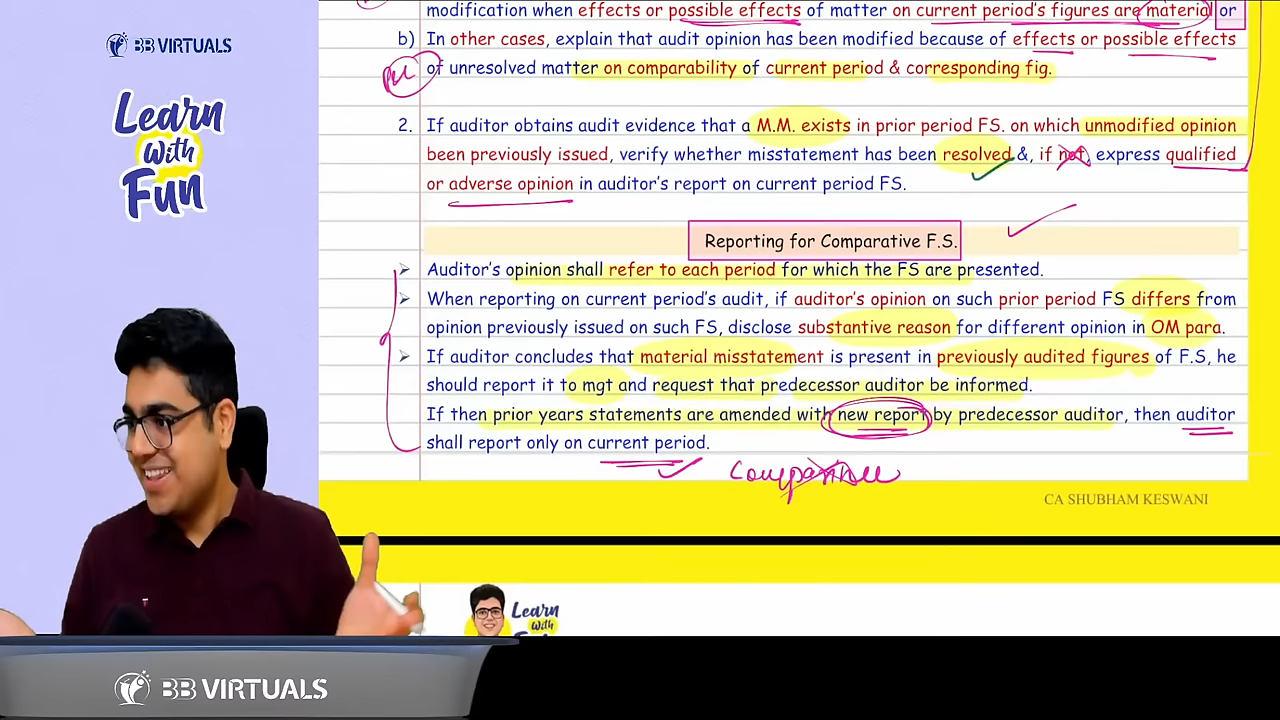 BB VIRTUALS
Learn
With
Fun
modification when effects or possible effects of matter on current period's figures are material or
b) In other cases, explain that audit opinion has been modified because of effects or possible effects
of unresolved matter on comparability of current period & corresponding fig.
2. If auditor obtains audit evidence that a M.M. exists in prior period FS. on which unmodified opinion
been previously issued, verify whether misstatement has been resolved &, if not, express qualified
or adverse opinion in auditor's report on current period FS.
Reporting for Comparative F.S.
➢ Auditor's opinion shall refer to each period for which the FS are presented.
➢ When reporting on current period's audit, if auditor's opinion on such prior period FS differs from
opinion previously issued on such FS, disclose substantive reason for different opinion in OM para.
➢ If auditor concludes that material misstatement is present in previously audited figures of F.S, he
should report it to mgt and request that predecessor auditor be informed.
If then prior years statements are amended with new report by predecessor auditor, then auditor
shall report only on current period.
CA SHUBHAM KESWANI
Learn
With
BB VIRTUALS